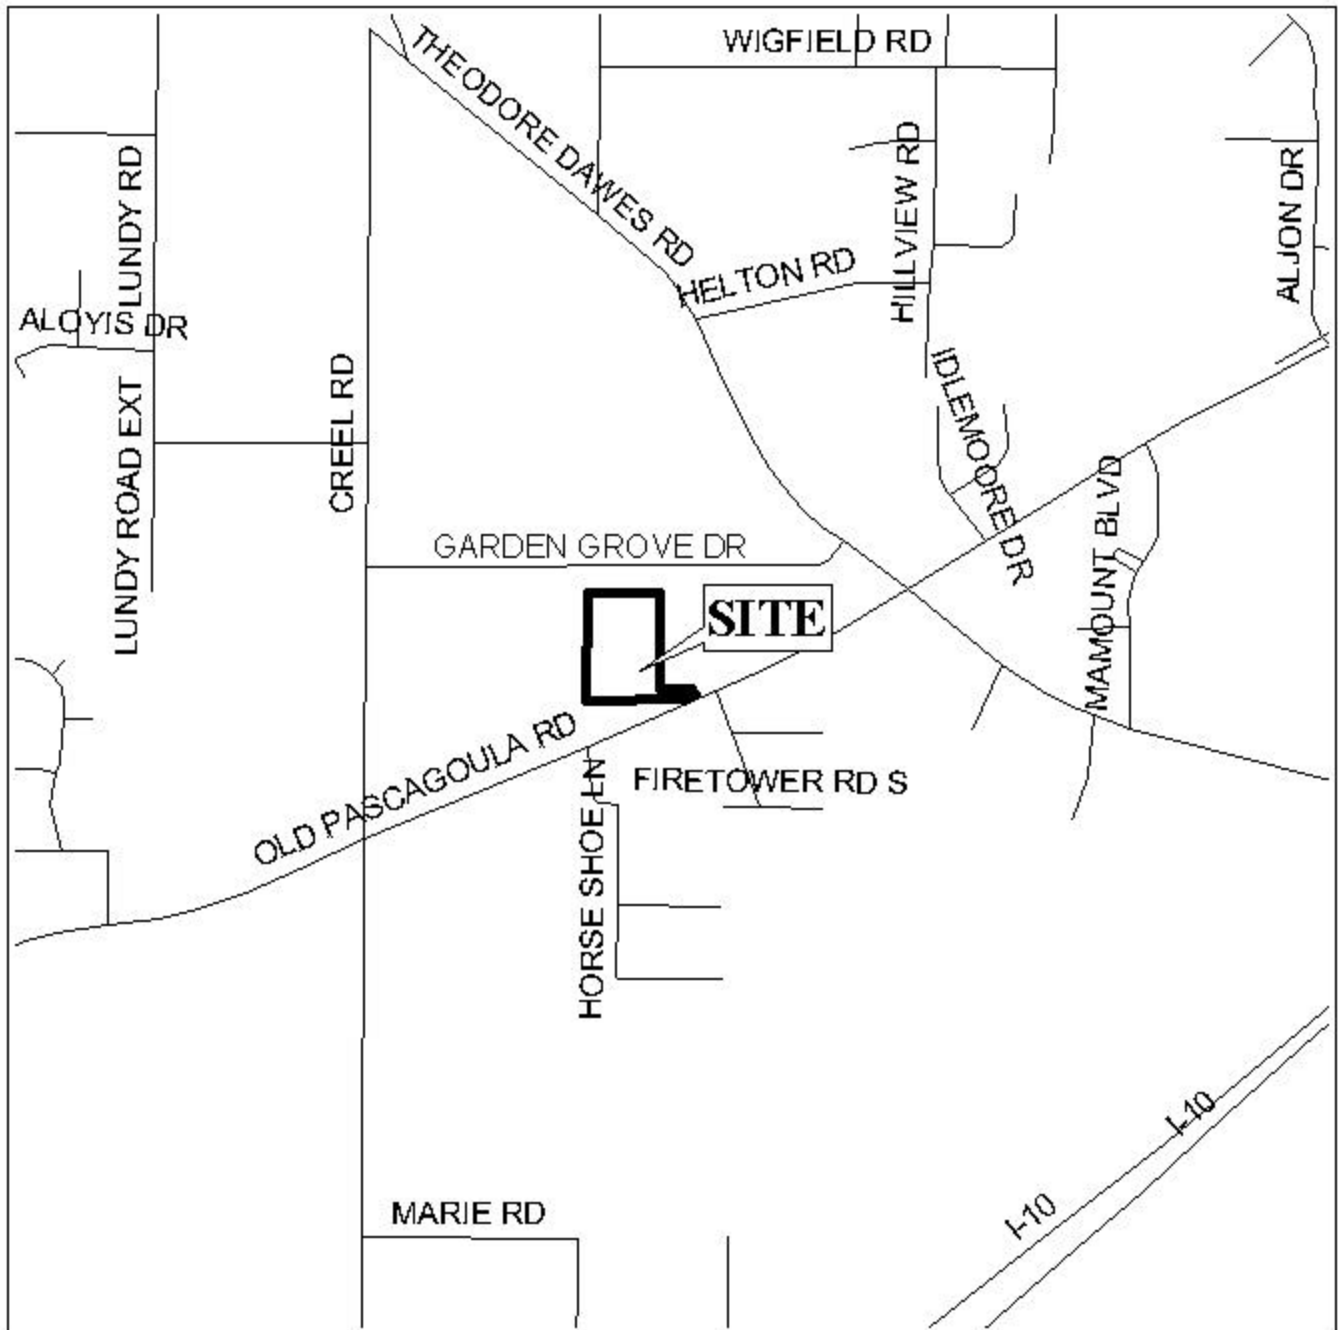 WIGFIELD RD
THEODORE DAWES RD
LUNDY RD
HILLVIEW RD
ALJON DR
HELTON RD
ALOYIS DR
CREEL RD
LUNDY ROAD EXT
IDLEMOORE DR
MAMOUNT BLVD
GARDEN GROVE DR
SITE
OLD PASCAGOULA RD
FIRETOWER RD S
HORSE SHOE LN
I-10
I-10
MARIE RD